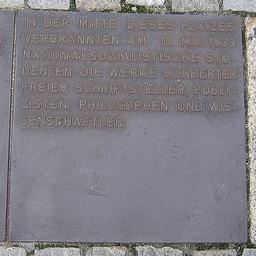 IN DER MITTE DIESES PLATZES
VERBRANNTEN AM 10. MAI 1933
NATIONALSOZIALISTISCHE STU-
DENTEN DIE WERKE HUNDERTER
FREIER SCHRIFTSTELLER PUBLI-
ZISTEN PHILOSOPHEN UND WIS-
SENSCHAFTLER